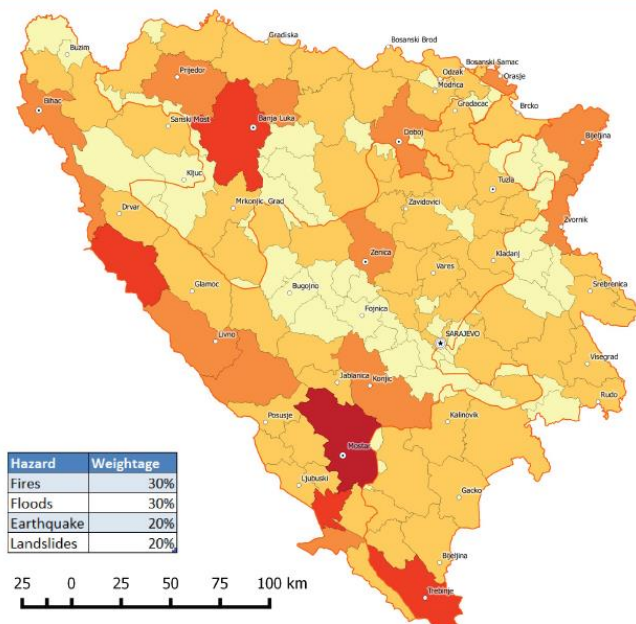 Buzim
Gradiska
Bosanski Brod
Bosanski Samac
Odzak
Orasje
Prijedor
Modrica
Bihac
Gradacac
Brcko
Sanski Most
Banja Luka
Doboj
Bijeljina
Kljuc
Tuzla
Mrkonjic Grad
Zavidovici
Drvar
Zvornik
Zenica
Vares
Kladanj
Glamoc
Bugojno
Srebrenica
Fojnica
SARAJEVO
Livno
Visegrad
Jablanica
Konjic
Rudo
Posusje
Kalinovik
Mostar
Hazard Weightage
Fires 30%
Floods 30%
Earthquake 20%
Landslides 20%
Ljubuski
Gacko
Bijeljina
Trebinje
25 0 25 50 75 100 km